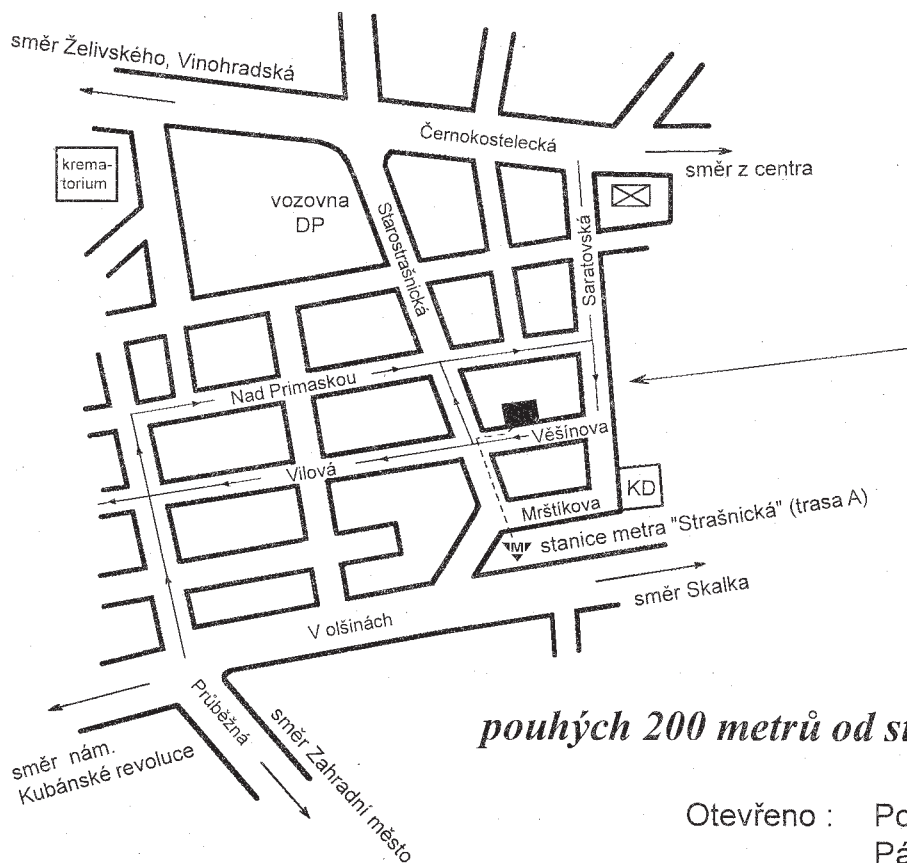 směr Želivského, Vinohradská
Černokostelecká
směr z centra
krema-
torium
vozovna
DP
Starostrašnická
Saratovská
Nad Primaskou
Věšínova
Vilová
KD
Mrštíkova
M
stanice metra "Strašnická" (trasa A)
směr Skalka
V olšinách
Průběžná
směr Zahradní město
směr nám.
Kubánské revoluce
pouhých 200 metrů od
Otevřeno :